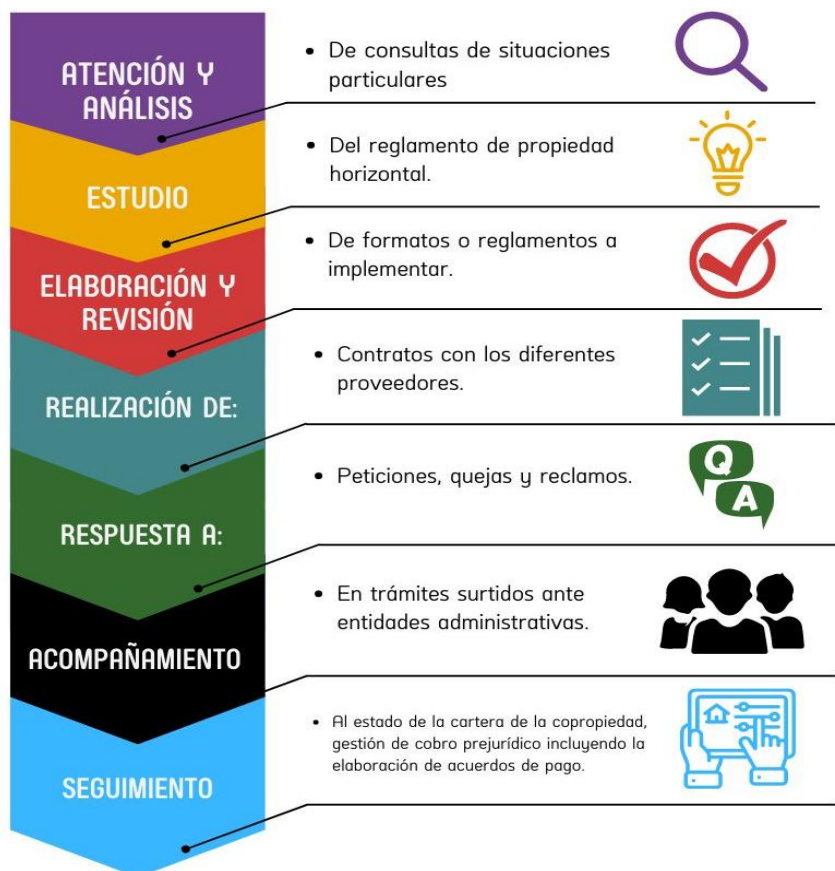 ATENCIÓN Y
ANÁLISIS
• De consultas de situaciones
particulares
ESTUDIO
• Del reglamento de propiedad
horizontal.
ELABORACIÓN Y
REVISIÓN
• De formatos o reglamentos a
implementar.
REALIZACIÓN DE:
• Contratos con los diferentes
proveedores.
RESPUESTA A:
• Peticiones, quejas y reclamos.
Q
A
ACOMPAÑAMIENTO
• En trámites surtidos ante
entidades administrativas.
SEGUIMIENTO
• Al estado de la cartera de la copropiedad,
gestión de cobro prejurídico incluyendo la
elaboración de acuerdos de pago.